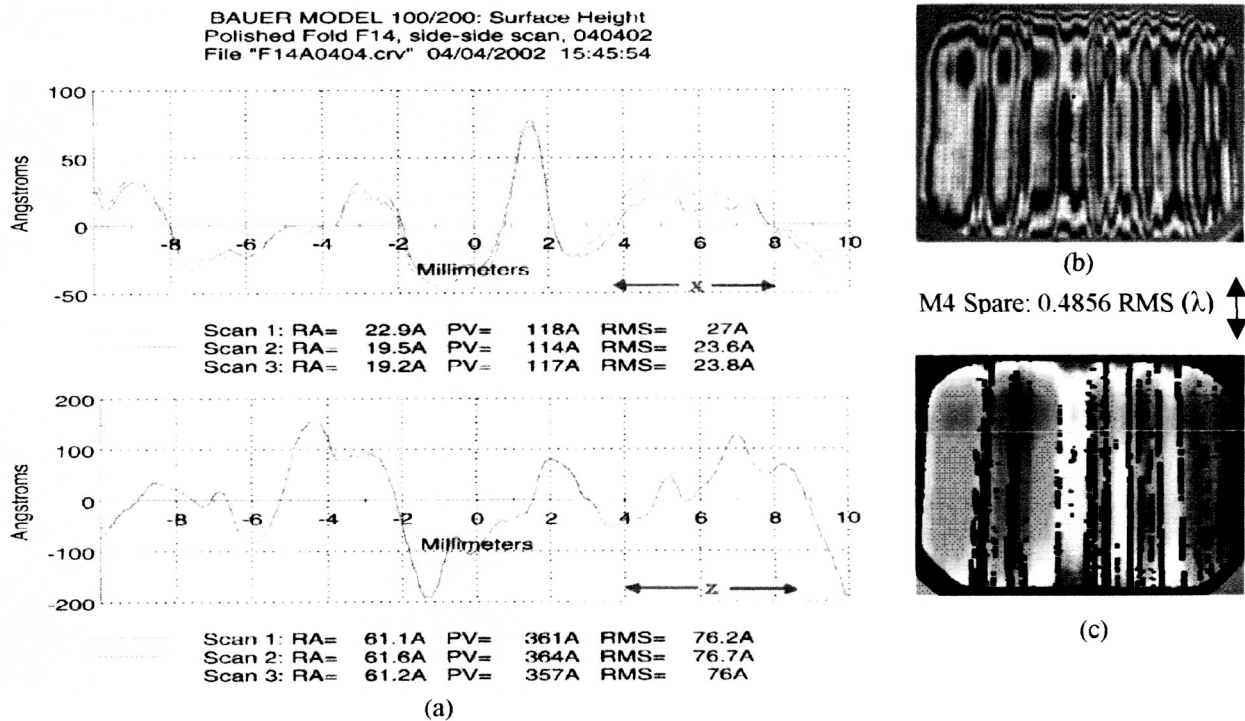 BAUER MODEL 100/200: Surface Height
Polished Fold F14, side-side scan, 040402
File "F14A0404.crv" 04/04/2002 15:45:54
100
50
0
-50
Angstroms
-8 -6 -4 -2 0 2 4 6 8 10
Millimeters
x
Scan 1: RA= 22.9A PV= 118A RMS= 27A
Scan 2: RA= 19.5A PV= 114A RMS= 23.6A
Scan 3: RA= 19.2A PV= 117A RMS= 23.8A
200
100
0
-100
-200
Angstroms
-8 -6 -4 -2 0 2 4 6 8 10
Millimeters
z
Scan 1: RA= 61.1A PV= 361A RMS= 76.2A
Scan 2: RA= 61.6A PV= 364A RMS= 76.7A
Scan 3: RA= 61.2A PV= 357A RMS= 76A
(a)
(b)
M4 Spare: 0.4856 RMS (λ)
(c)